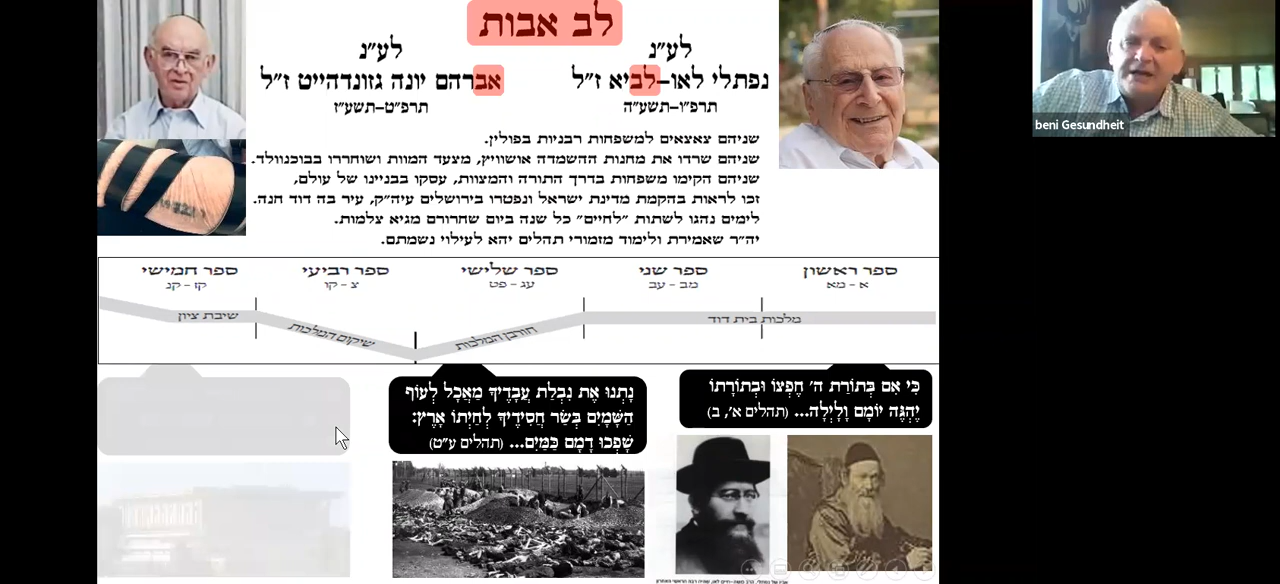 לב אבות
לע״נ
נפתלי לאו–לביא ז״ל
תרפ״ו–תשע״ה
לע״נ
אברהם יונה גזונדהייט ז״ל
תרפ״ט–תשע״ז
שניהם צאצאים למשפחות רבניות בפולין.
שניהם שרדו את מחנות ההשמדה אושוויץ, מצעד המוות ושוחררו בבוכנוולד.
שניהם הקימו משפחות בדרך התורה והמצוות, עסקו בבניינו של עולם,
זכו לראות בהקמת מדינת ישראל ונפטרו בירושלים עיה״ק, עיר בה דוד חנה.
לימים נהגו לשתות ״לחיים״ כל שנה ביום שחרורם מגיא צלמות.
יה״ר שאמירת ולימוד מזמורי תהלים יהא לעילוי נשמתם.
ספר ראשון
א – מא
ספר שני
מב – עב
ספר שלישי
עג – פט
ספר רביעי
צ – קו
ספר חמישי
קז – קנ
מלכות בית דוד
חורבן המלכות
שיקום המלכות
שיבת ציון
כִּי אִם בְּתוֹרַת ה׳ חֶפְצוֹ וּבְתוֹרָתוֹ
יֶהְגֶּה יוֹמָם וָלָיְלָה... (תהלים א׳, ב)
נָתְנוּ אֶת נִבְלַת עֲבָדֶיךָ מַאֲכָל לְעוֹף
הַשָּׁמָיִם בְּשַׂר חֲסִידֶיךָ לְחַיְתוֹ אָרֶץ:
שָׁפְכוּ דָמָם כַּמַּיִם... (תהלים ע״ט)
beni Gesundheit